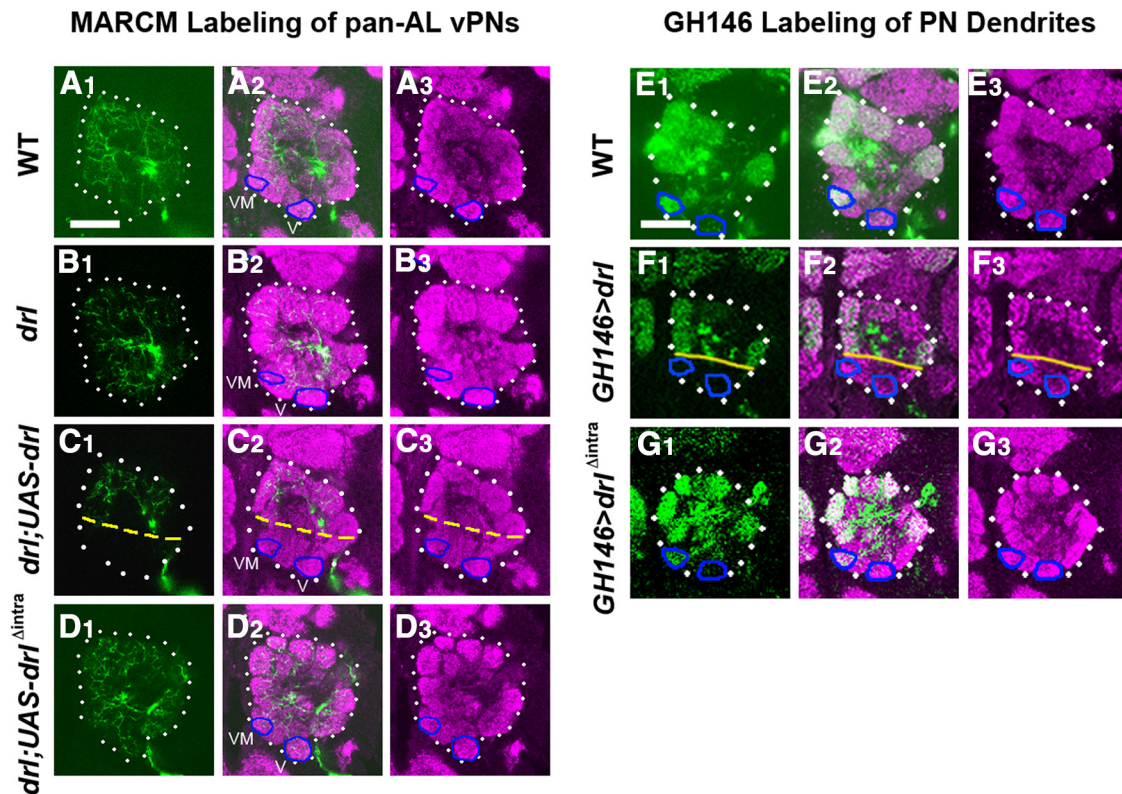 MARCM Labeling of pan-AL vPNs
GH146 Labeling of PN Dendrites
WT
A1
A2
A3
VM
V
drl
B1
B2
B3
VM
V
drl;UAS-drl
C1
C2
C3
VM
V
drl;UAS-drl Δintra
D1
D2
D3
VM
V
WT
E1
E2
E3
GH146>drl
F1
F2
F3
GH146>drl Δintra
G1
G2
G3